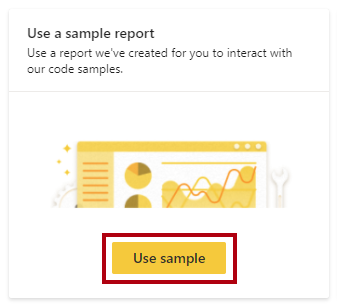 Use a sample report
Use a report we've created for you to interact with
our code samples.
Use sample